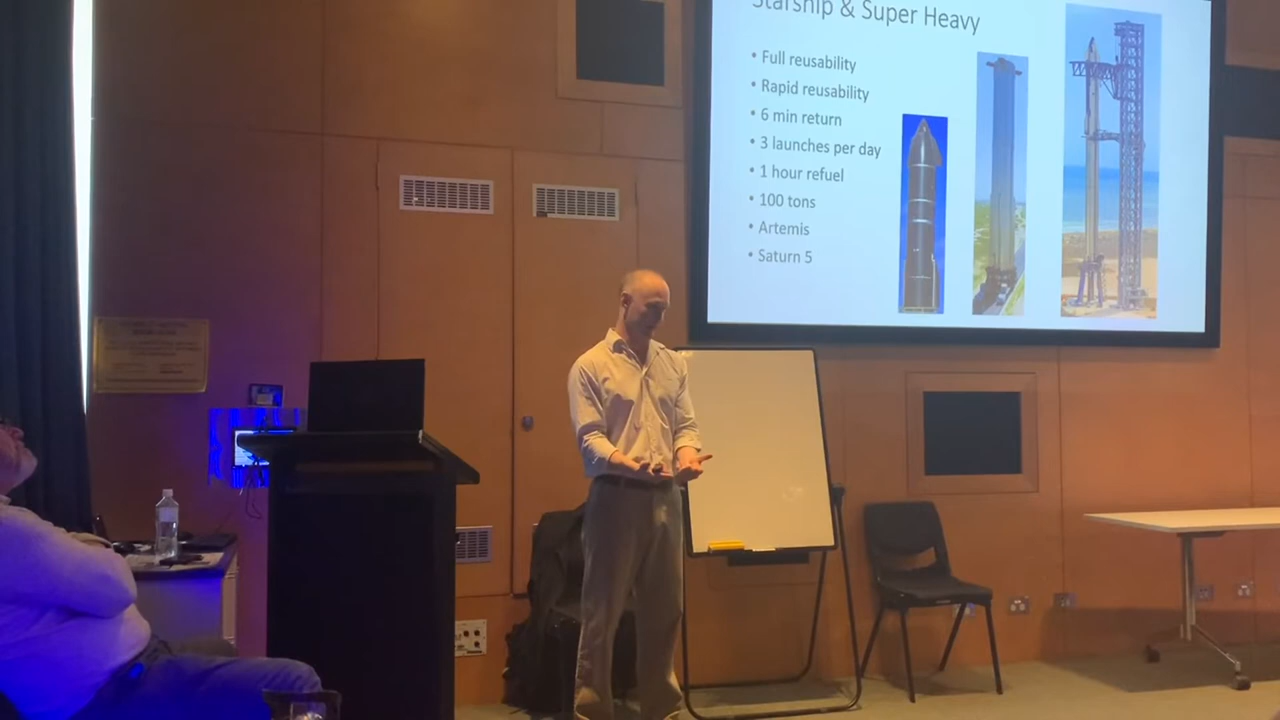 Starship & Super Heavy
• Full reusability
• Rapid reusability
• 6 min return
• 3 launches per day
• 1 hour refuel
• 100 tons
• Artemis
• Saturn 5